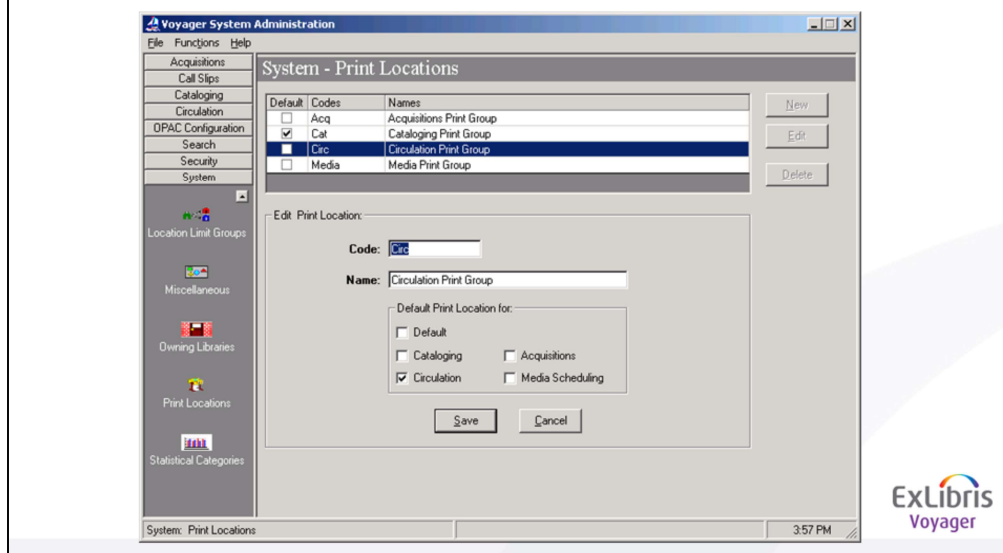 Voyager System Administration
File Functions Help
Acquisitions
Call Slips
Cataloging
Circulation
OPAC Configuration
Search
Security
System
Location Limit Groups
Miscellaneous
Owning Libraries
Print Locations
Statistical Categories
System - Print Locations
Default Codes Names
Acq Acquisitions Print Group
Cat Cataloging Print Group
Circ Circulation Print Group
Media Media Print Group
New
Edit
Delete
Edit Print Location:
Code: Circ
Name: Circulation Print Group
Default Print Location for:
Default
Cataloging Acquisitions
Circulation Media Scheduling
Save Cancel
System: Print Locations 3:57 PM
ExLibris
Voyager